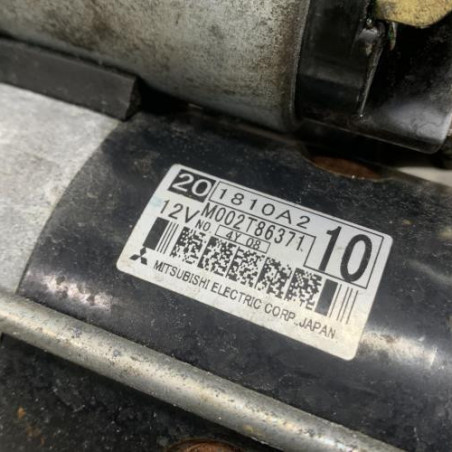 20 1810A2
12V M002T86371 10
NO. 4Y 08
MITSUBISHI ELECTRIC CORP. JAPAN